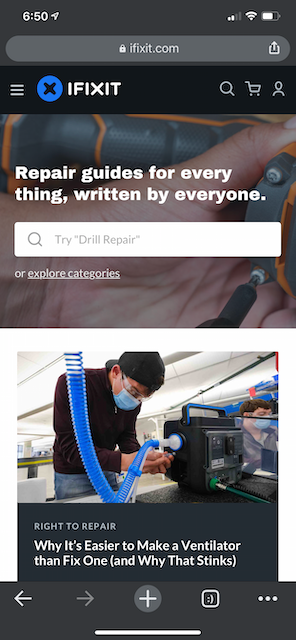 6:50
ifixit.com
IFIXIT
Repair guides for every
thing, written by everyone.
Try "Drill Repair"
or explore categories
RIGHT TO REPAIR
Why It's Easier to Make a Ventilator
than Fix One (and Why That Stinks)
:)